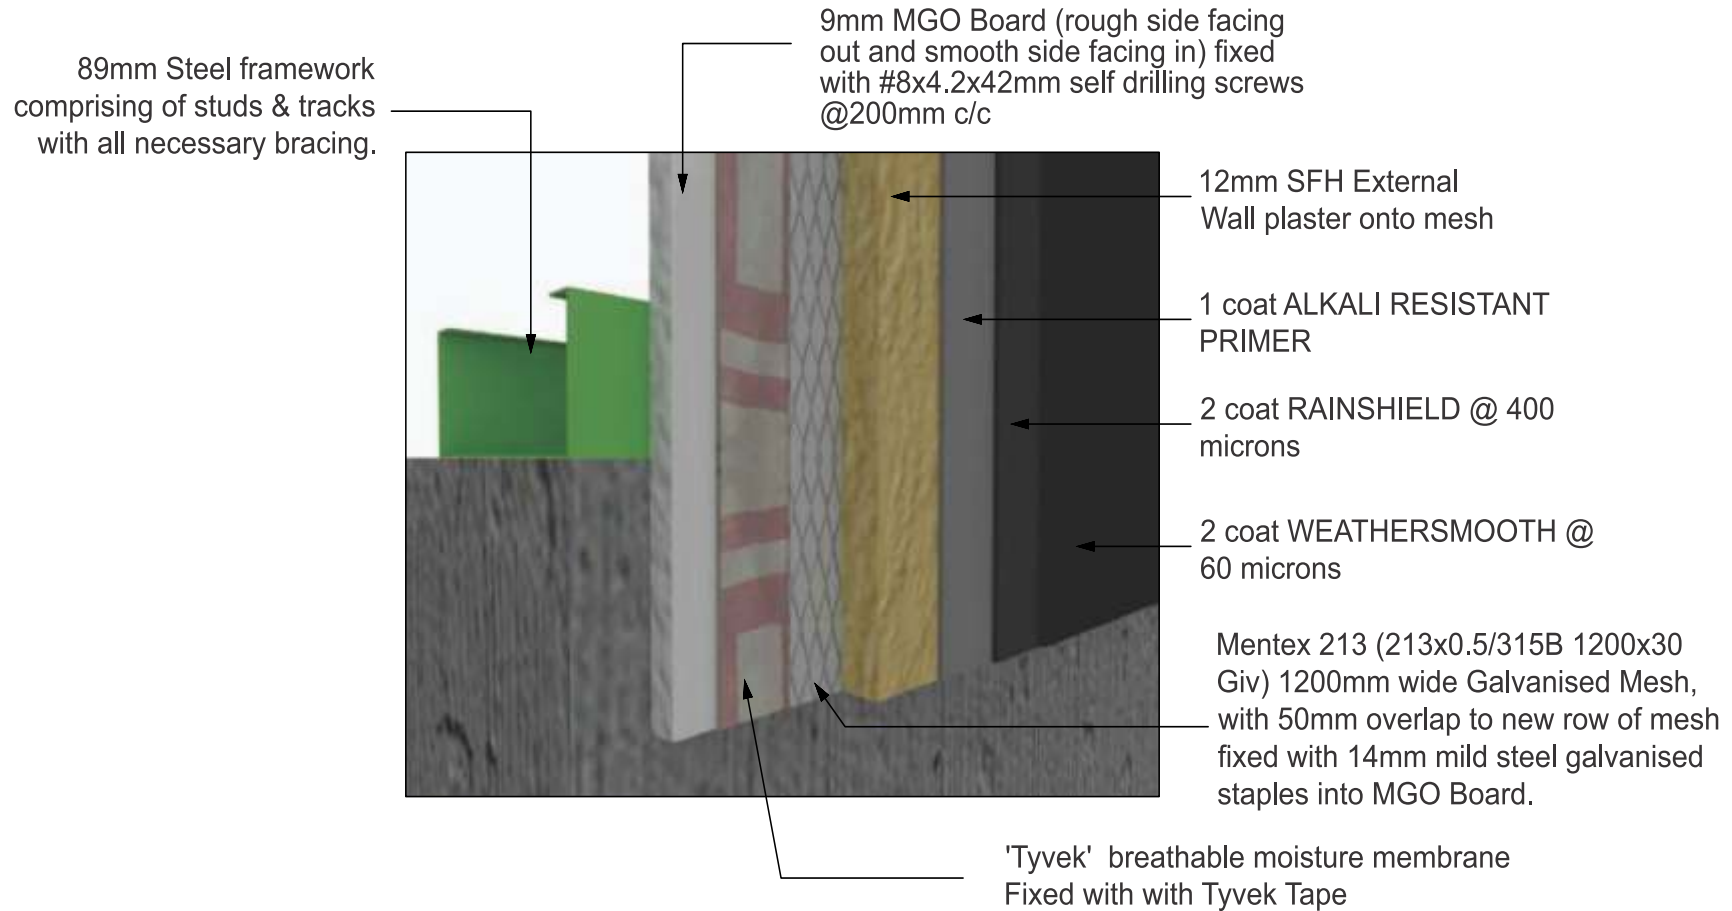 89mm Steel framework
comprising of studs & tracks
with all necessary bracing.
9mm MGO Board (rough side facing
out and smooth side facing in) fixed
with #8x4.2x42mm self drilling screws
@200mm c/c
12mm SFH External
Wall plaster onto mesh
1 coat ALKALI RESISTANT
PRIMER
2 coat RAINSHIELD @ 400
microns
2 coat WEATHERSMOOTH @
60 microns
Mentex 213 (213x0.5/315B 1200x30
Giv) 1200mm wide Galvanised Mesh,
with 50mm overlap to new row of mesh
fixed with 14mm mild steel galvanised
staples into MGO Board.
'Tyvek' breathable moisture membrane
Fixed with with Tyvek Tape